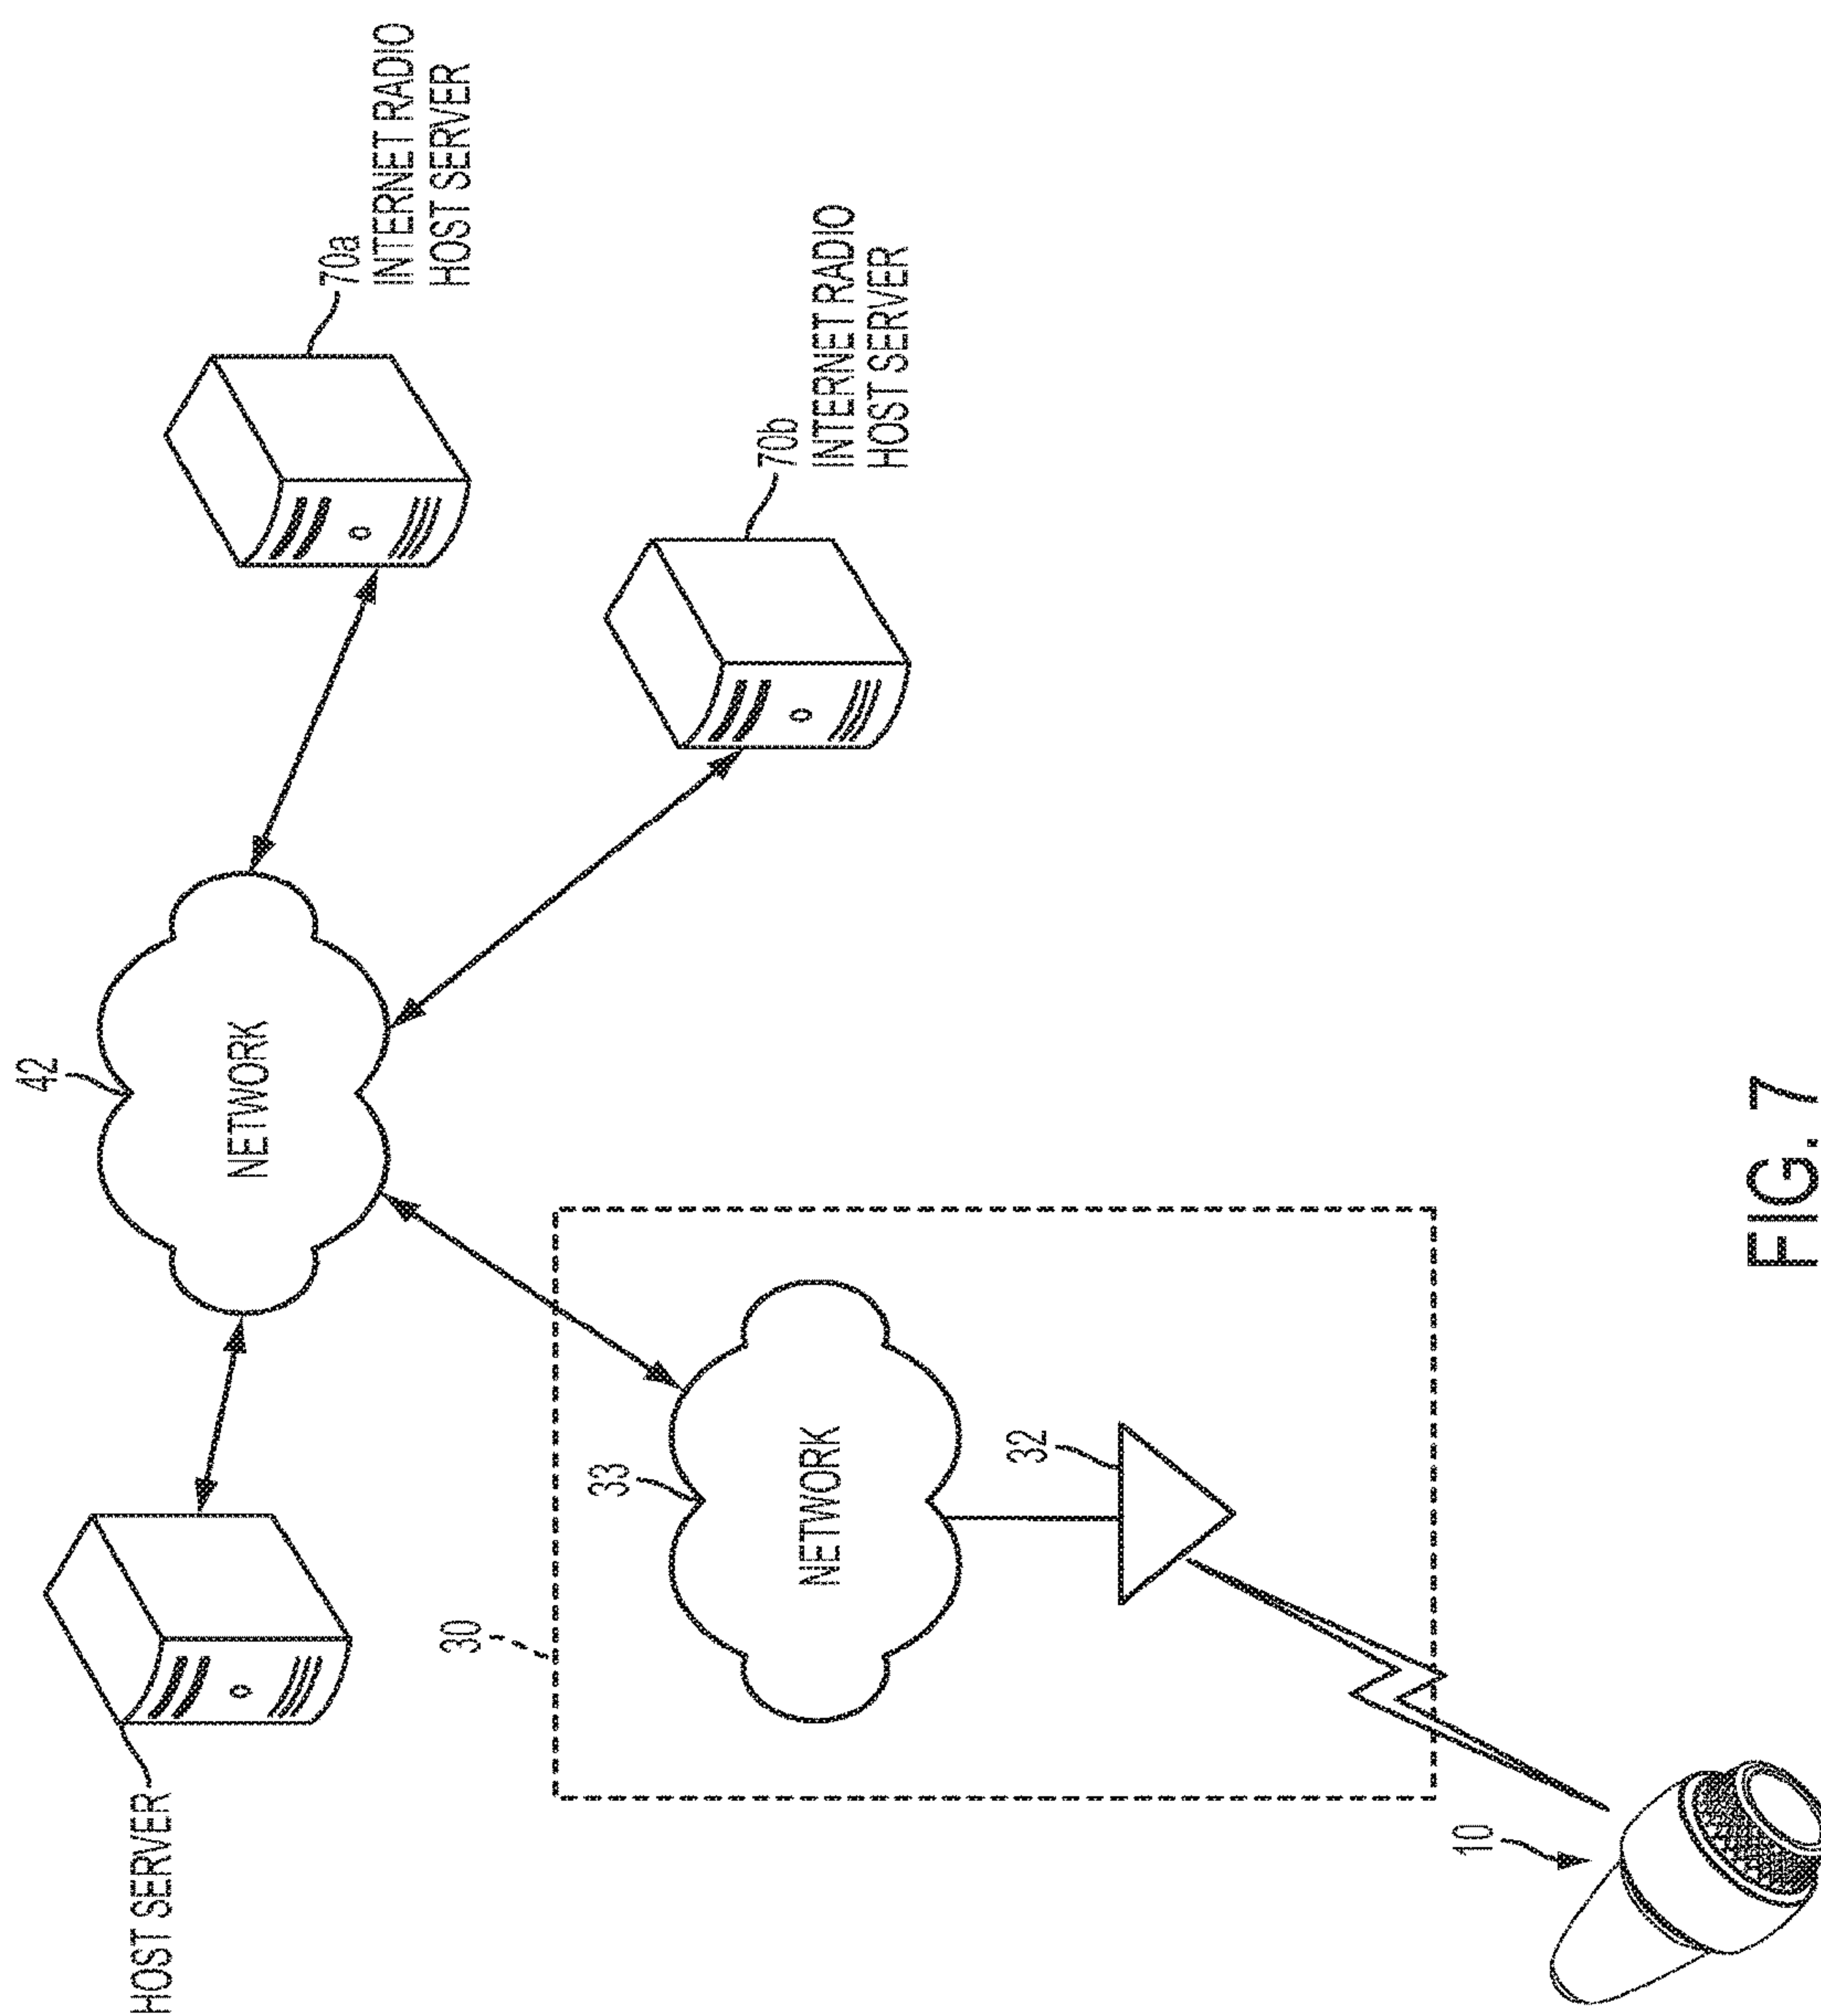 HOST SERVER
42
NETWORK
70a
INTERNET RADIO
HOST SERVER
70b
INTERNET RADIO
HOST SERVER
30
33
NETWORK
32
10
FIG. 7